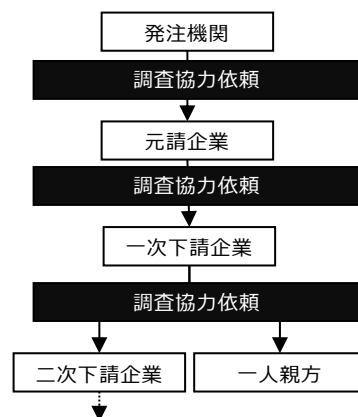 発注機関
調査協力依頼
元請企業
調査協力依頼
一次下請企業
調査協力依頼
二次下請企業
一人親方